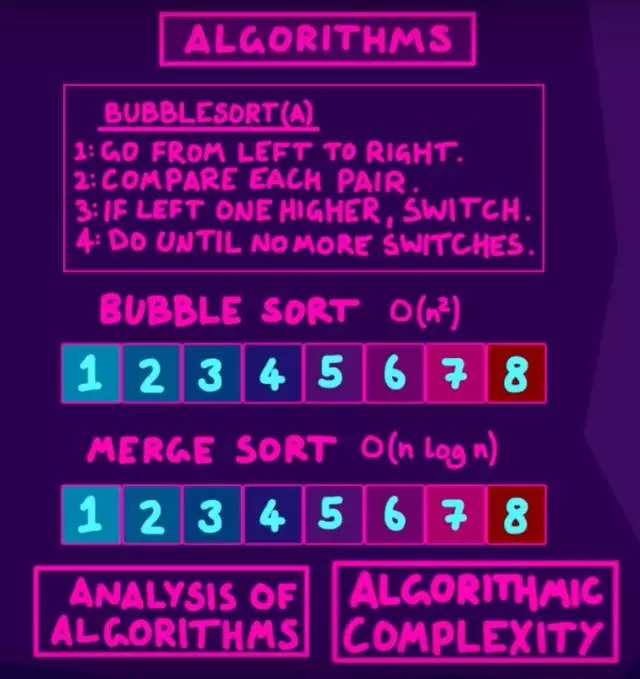 ALGORITHMS
BUBBLESORT(A)
1: GO FROM LEFT TO RIGHT.
2: COMPARE EACH PAIR.
3: IF LEFT ONE HIGHER, SWITCH.
4: DO UNTIL NO MORE SWITCHES.
BUBBLE SORT O(n²)
1 2 3 4 5 6 7 8
MERGE SORT O(n log n)
1 2 3 4 5 6 7 8
ANALYSIS OF
ALGORITHMS
ALGORITHMIC
COMPLEXITY